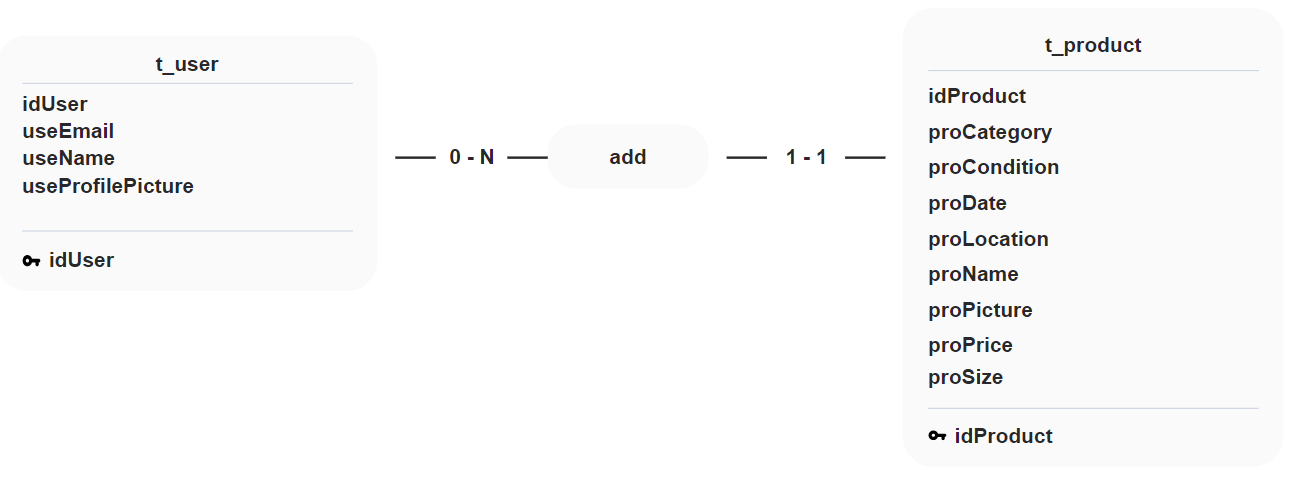 t_user
idUser
useEmail
useName
useProfilePicture
idUser
0 - N
add
1 - 1
t_product
idProduct
proCategory
proCondition
proDate
proLocation
proName
proPicture
proPrice
proSize
idProduct